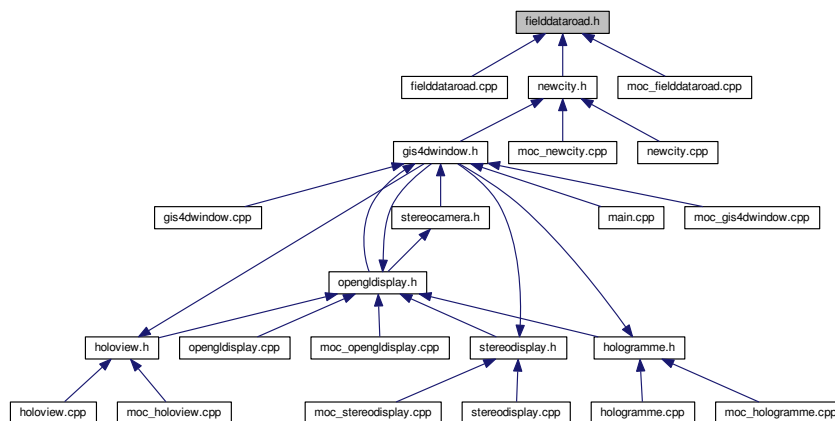 fielddataroad.h
fielddataroad.cpp
newcity.h
moc_fielddataroad.cpp
gis4dwindow.h
moc_newcity.cpp
newcity.cpp
gis4dwindow.cpp
stereocamera.h
main.cpp
moc_gis4dwindow.cpp
opengldisplay.h
holoview.h
opengldisplay.cpp
moc_opengldisplay.cpp
stereodisplay.h
hologramme.h
holoview.cpp
moc_holoview.cpp
moc_stereodisplay.cpp
stereodisplay.cpp
hologramme.cpp
moc_hologramme.cpp